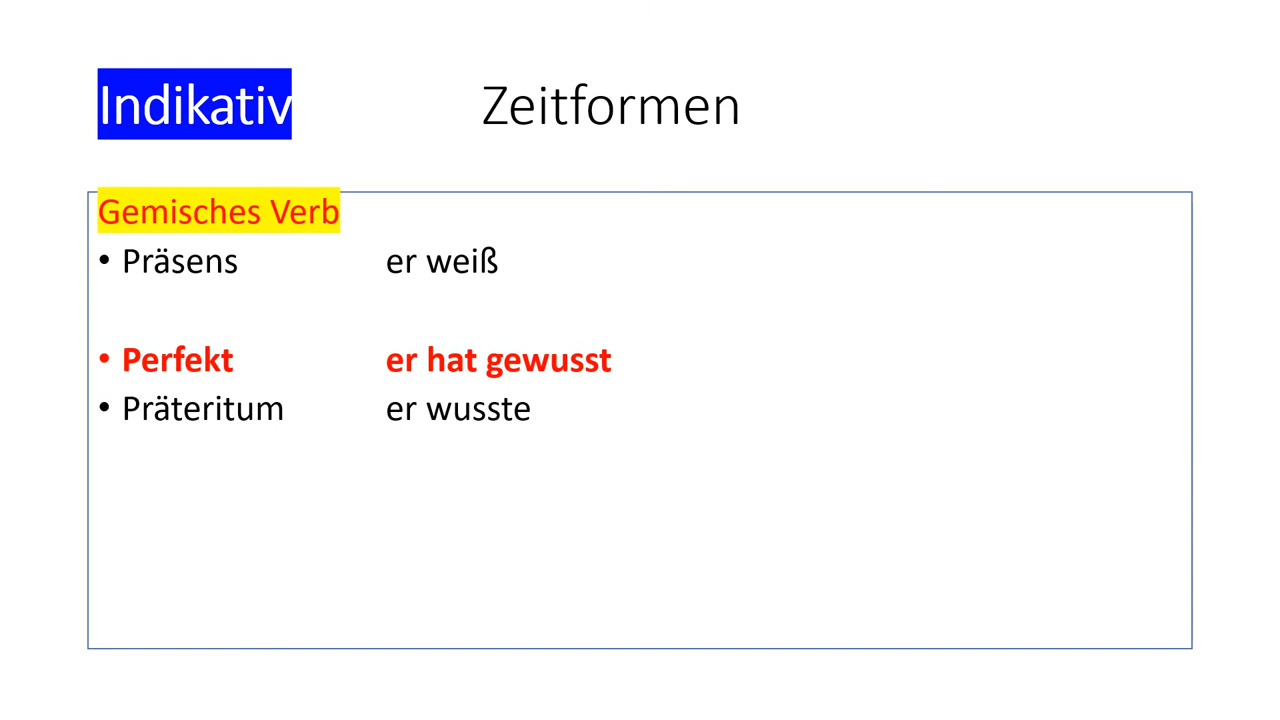 Indikativ Zeitformen
Gemisches Verb
• Präsens er weiß
• Perfekt er hat gewusst
• Präteritum er wusste